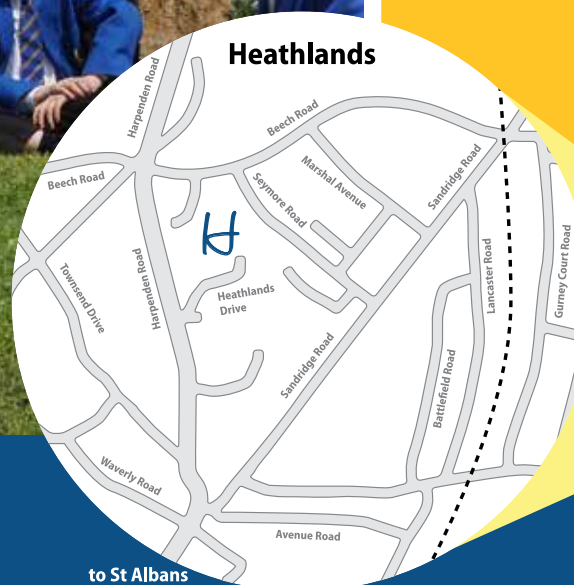 Heathlands
Harpenden Road
Beech Road
Beech Road
Marshal Avenue
Sandridge Road
Seymore Road
H
Harpenden Road
Townsend Drive
Heathlands
Drive
Lancaster Road
Gurney Court Road
Sandridge Road
Battlefield Road
Waverly Road
Avenue Road
to St Albans